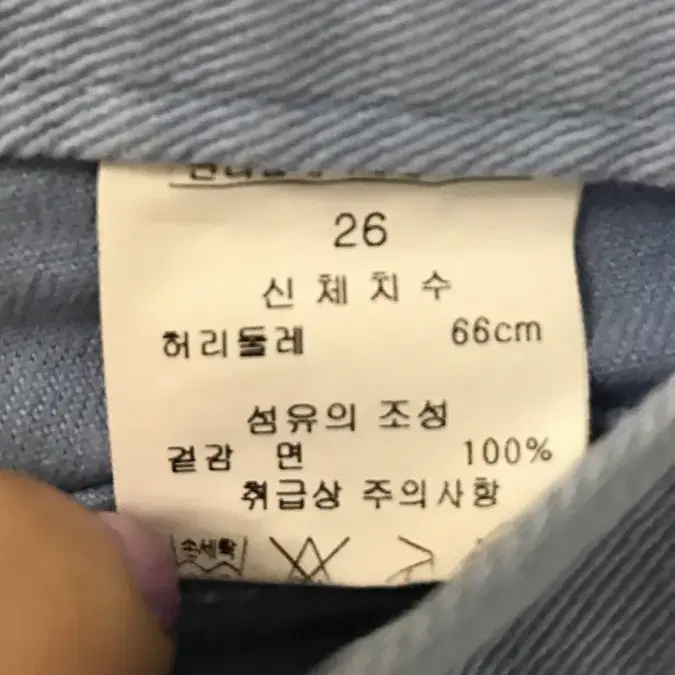 26
신체치수
허리둘레 66cm
섬유의 조성
겉감 면 100%
취급상 주의사항
손세탁